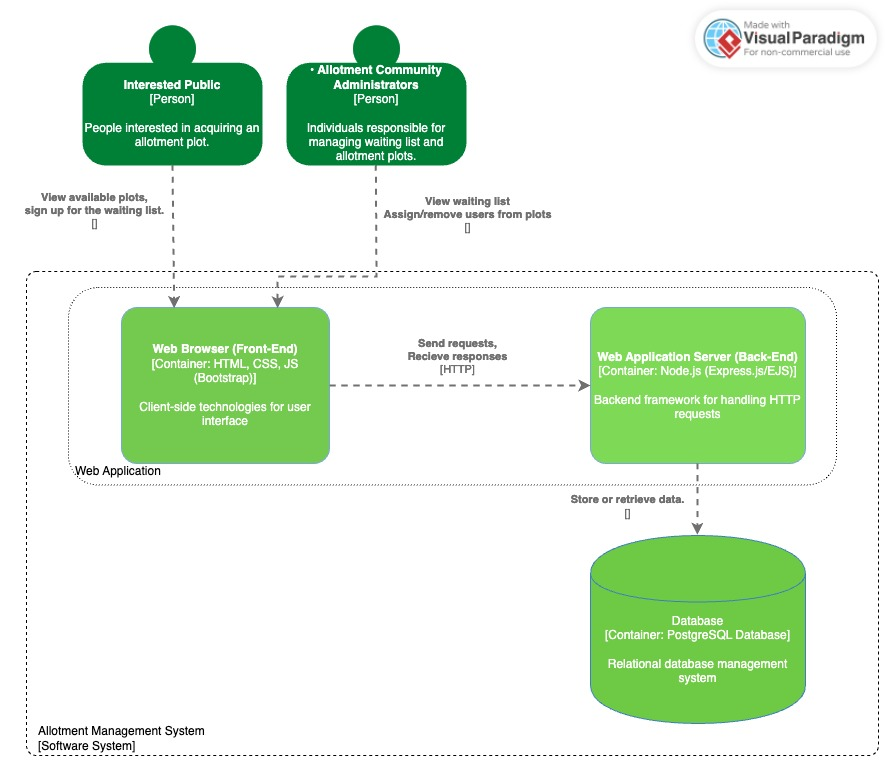 Made with
Visual Paradigm
For non-commercial use
Interested Public
[Person]
People interested in acquiring an
allotment plot.
• Allotment Community
Administrators
[Person]
Individuals responsible for
managing waiting list and
allotment plots.
View available plots,
sign up for the waiting list.
[]
View waiting list
Assign/remove users from plots
[]
Web Browser (Front-End)
[Container: HTML, CSS, JS
(Bootstrap)]
Client-side technologies for user
interface
Send requests,
Recieve responses
[HTTP]
Web Application Server (Back-End)
[Container: Node.js (Express.js/EJS)]
Backend framework for handling HTTP
requests
Web Application
Store or retrieve data.
[]
Database
[Container: PostgreSQL Database]
Relational database management
system
Allotment Management System
[Software System]